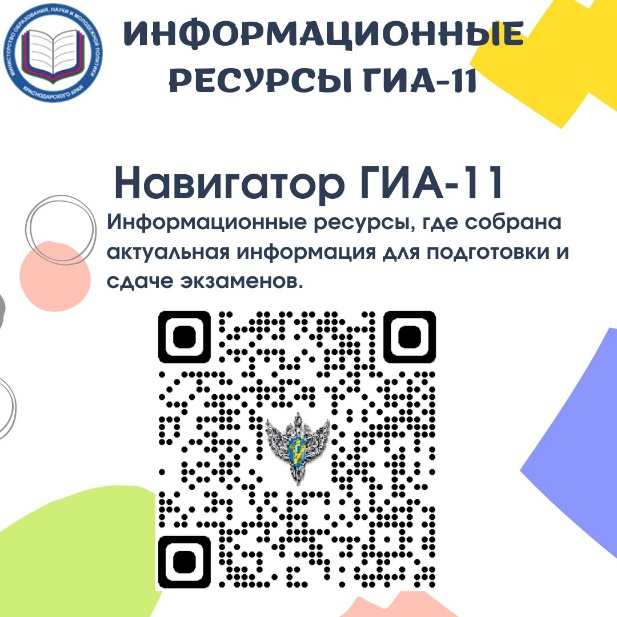 МИНИСТЕРСТВО ОБРАЗОВАНИЯ, НАУКИ И МОЛОДЕЖНОЙ ПОЛИТИКИ
КРАСНОДАРСКОГО КРАЯ
ИНФОРМАЦИОННЫЕ
РЕСУРСЫ ГИА-11
Навигатор ГИА-11
Информационные ресурсы, где собрана
актуальная информация для подготовки и
сдаче экзаменов.